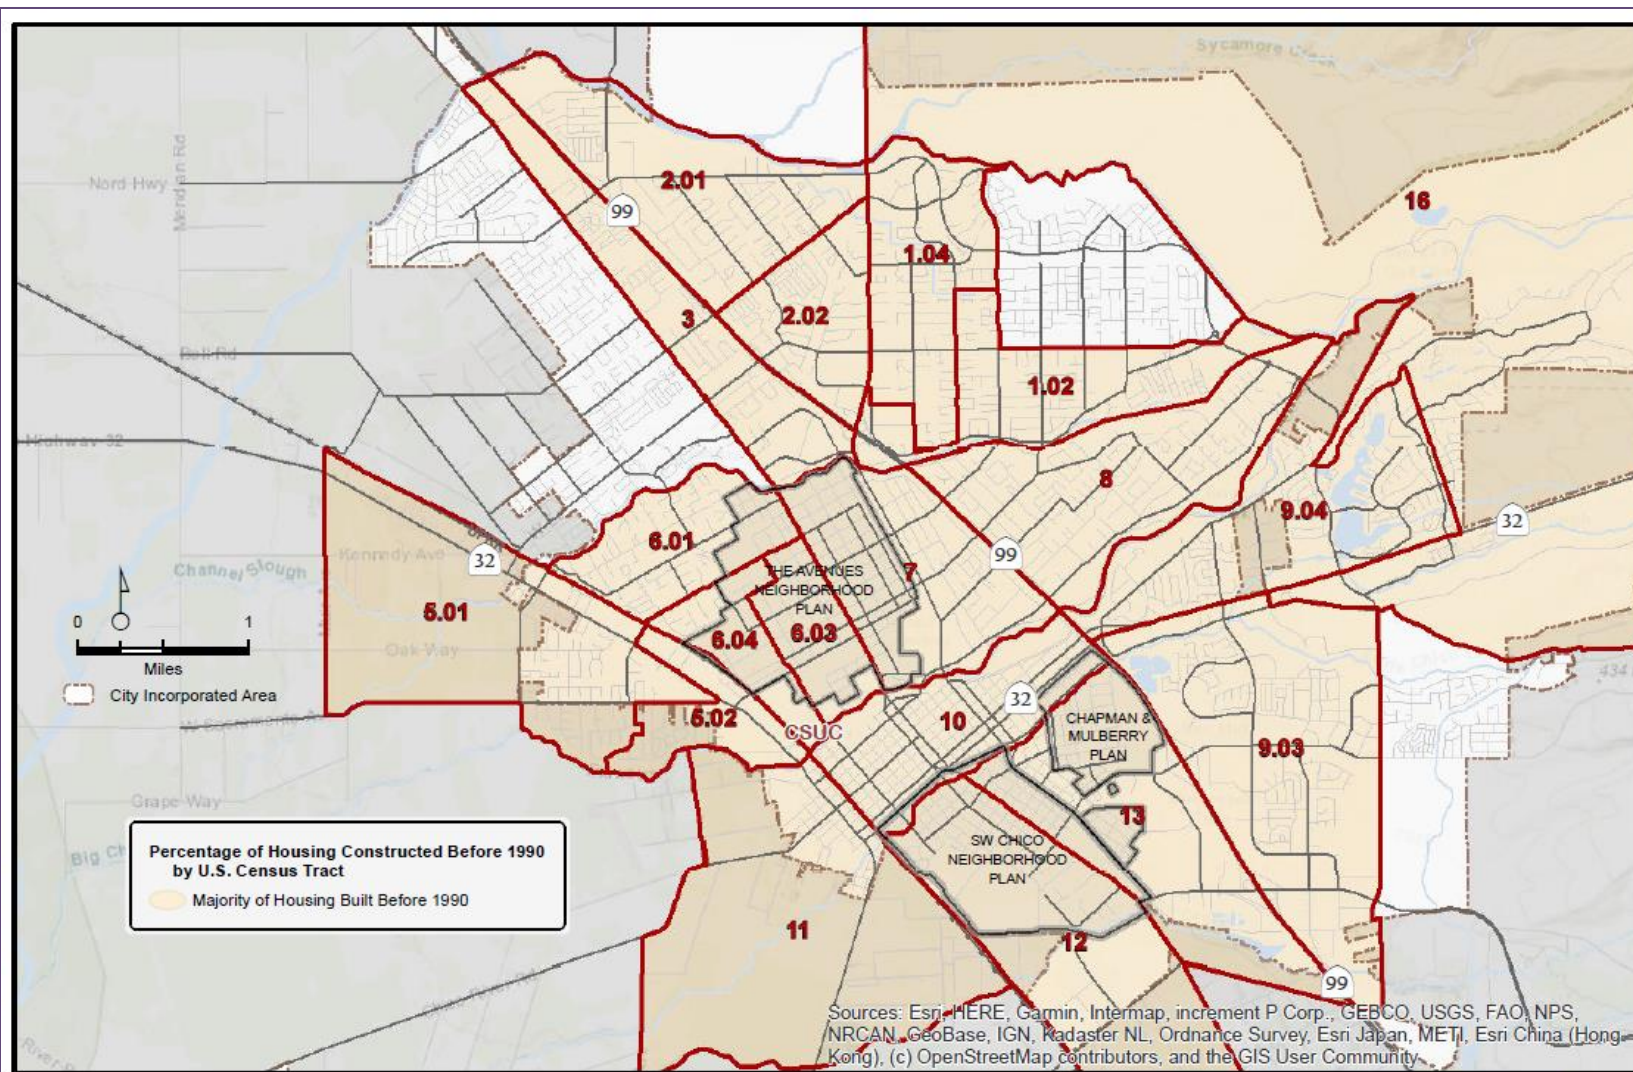 Sycamore Creek
Nord Hwy
Meridian Rd
2.01
16
99
1.04
3
2.02
Bell Rd
1.02
Highway 32
8
9.04
32
6.01
99
32
Kennedy Ave
Channel Slough
THE AVENUES
NEIGHBORHOOD
PLAN
7
5.01
6.04
6.03
Oak Way
0
1
Miles
City Incorporated Area
434
W Sacramento
5.02
CSUC
10
32
CHAPMAN &
MULBERRY
PLAN
9.03
Grape Way
13
Big Ch
SW CHICO
NEIGHBORHOOD
PLAN
Percentage of Housing Constructed Before 1990
by U.S. Census Tract
Majority of Housing Built Before 1990
11
12
99
River
Sources: Esri, HERE, Garmin, Intermap, increment P Corp., GEBCO, USGS, FAO, NPS,
NRCAN, GeoBase, IGN, Kadaster NL, Ordnance Survey, Esri Japan, METI, Esri China (Hong
Kong), (c) OpenStreetMap contributors, and the GIS User Community